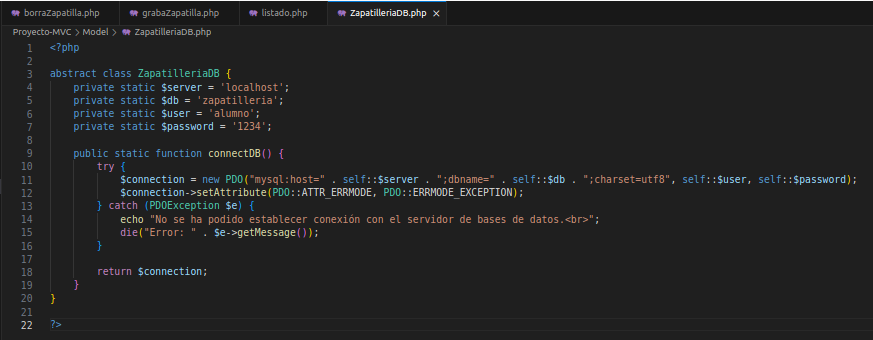 borraZapatilla.php grabaZapatilla.php listado.php ZapatilleriaDB.php ×
Proyecto-MVC > Model > ZapatilleriaDB.php
1 <?php
2
3 abstract class ZapatilleriaDB {
4     private static $server = 'localhost';
5     private static $db = 'zapatilleria';
6     private static $user = 'alumno';
7     private static $password = '1234';
8
9     public static function connectDB() {
10         try {
11             $connection = new PDO("mysql:host=" . self::$server . ";dbname=" . self::$db . ";charset=utf8", self::$user, self::$password);
12             $connection->setAttribute(PDO::ATTR_ERRMODE, PDO::ERRMODE_EXCEPTION);
13         } catch (PDOException $e) {
14             echo "No se ha podido establecer conexión con el servidor de bases de datos.<br>";
15             die("Error: " . $e->getMessage());
16         }
17
18         return $connection;
19     }
20 }
21
22 ?>